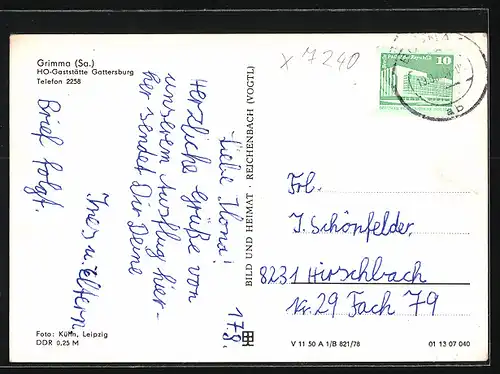 Grimma (Sa.)
HO-Gaststätte Gattersburg
Telefon 2258
x 7240
10
17.8.
Liebe Ilona!
Herzliche Grüße von
unserem Ausflug hier-
her sendet Dir Deine
Ines u. Eltern
Brief folgt.
BILD UND HEIMAT · REICHENBACH (VOGTL)
Frl.
I. Schönfelder
8231 Hirschbach
Nr. 29 Fach 79
Foto: Kühn, Leipzig
DDR 0,25 M
V 11 50 A 1/B 821/78
01 13 07 040